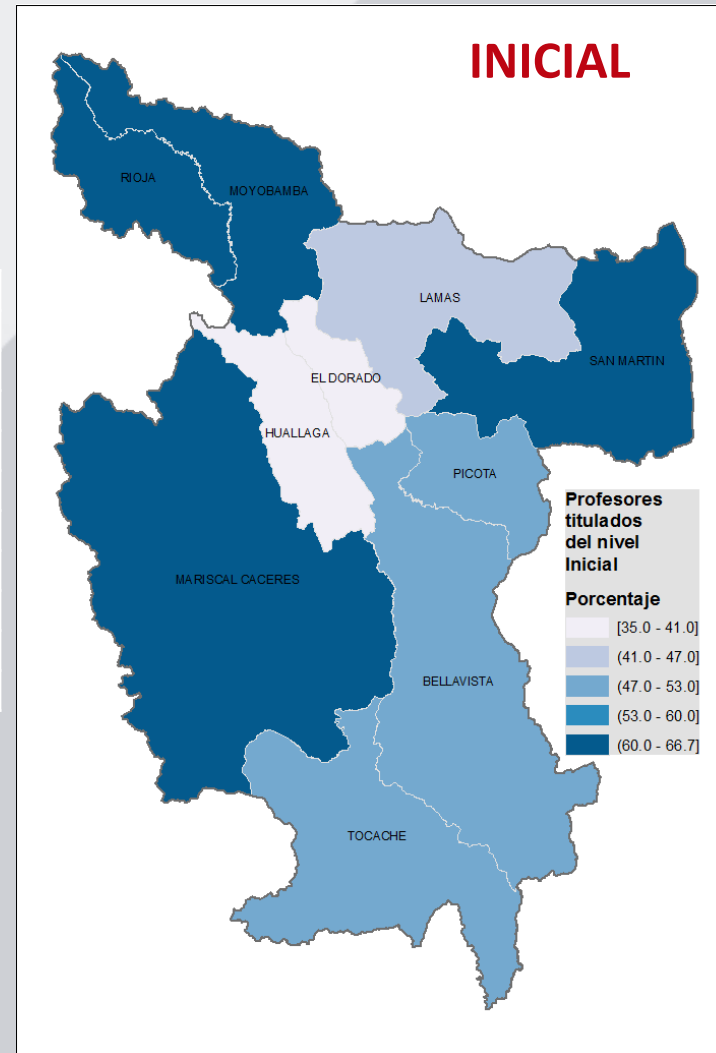 INICIAL
RIOJA
MOYOBAMBA
LAMAS
SAN MARTIN
EL DORADO
HUALLAGA
PICOTA
MARISCAL CACERES
BELLAVISTA
TOCACHE
Profesores
titulados
del nivel
Inicial
Porcentaje
[35.0 - 41.0]
(41.0 - 47.0]
(47.0 - 53.0]
(53.0 - 60.0]
(60.0 - 66.7]